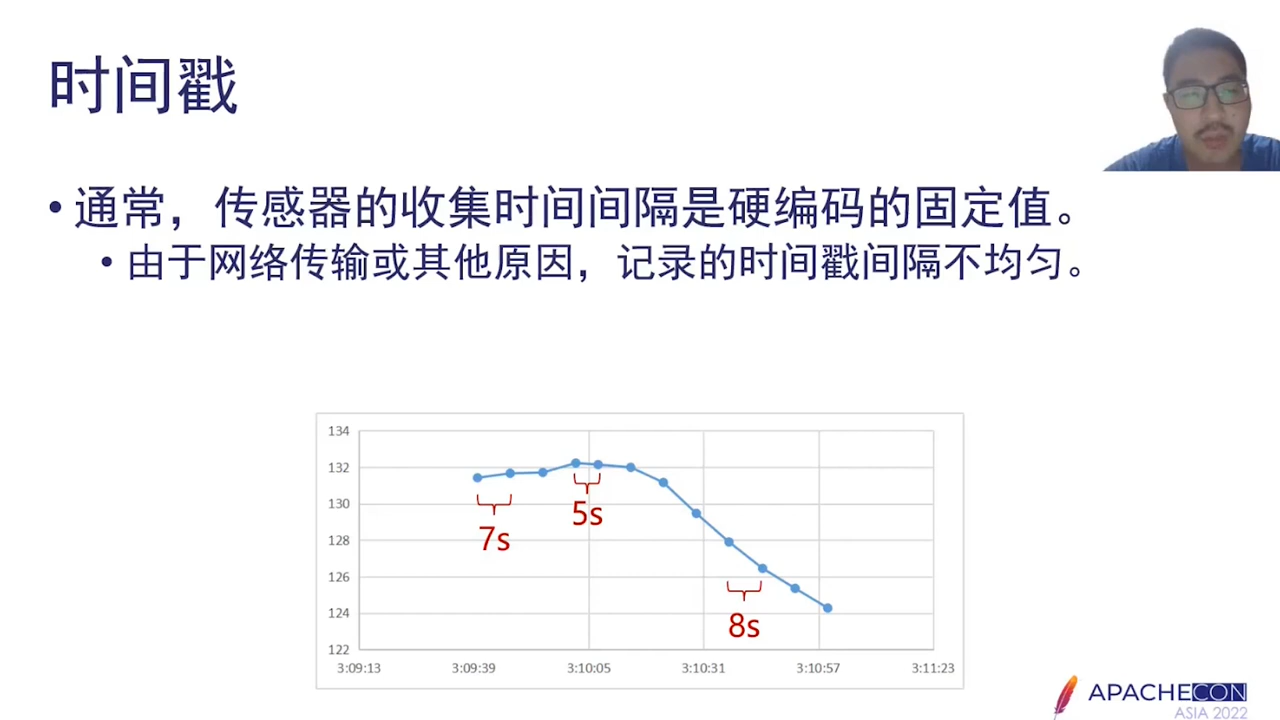 时间戳
• 通常，传感器的收集时间间隔是硬编码的固定值。
• 由于网络传输或其他原因，记录的时间戳间隔不均匀。
134
132
130
128
126
124
122
7s
5s
8s
3:09:13 3:09:39 3:10:05 3:10:31 3:10:57 3:11:23
APACHECON
ASIA 2022